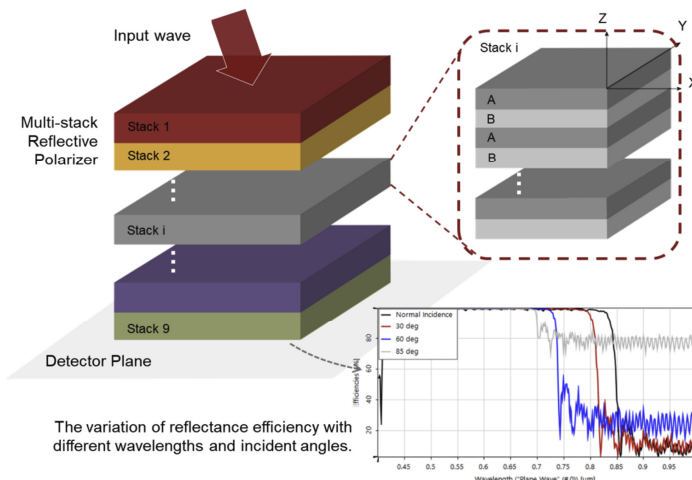 Input wave
Multi-stack
Reflective
Polarizer
Stack 1
Stack 2
Stack i
Stack 9
Detector Plane
Z
Y
X
Stack i
A
B
A
B
Normal Incidence
30 deg
60 deg
85 deg
80
60
40
20
0.45
0.5
0.55
0.6
0.65
0.7
0.75
0.8
0.85
0.9
0.95
The variation of reflectance efficiency with
different wavelengths and incident angles.